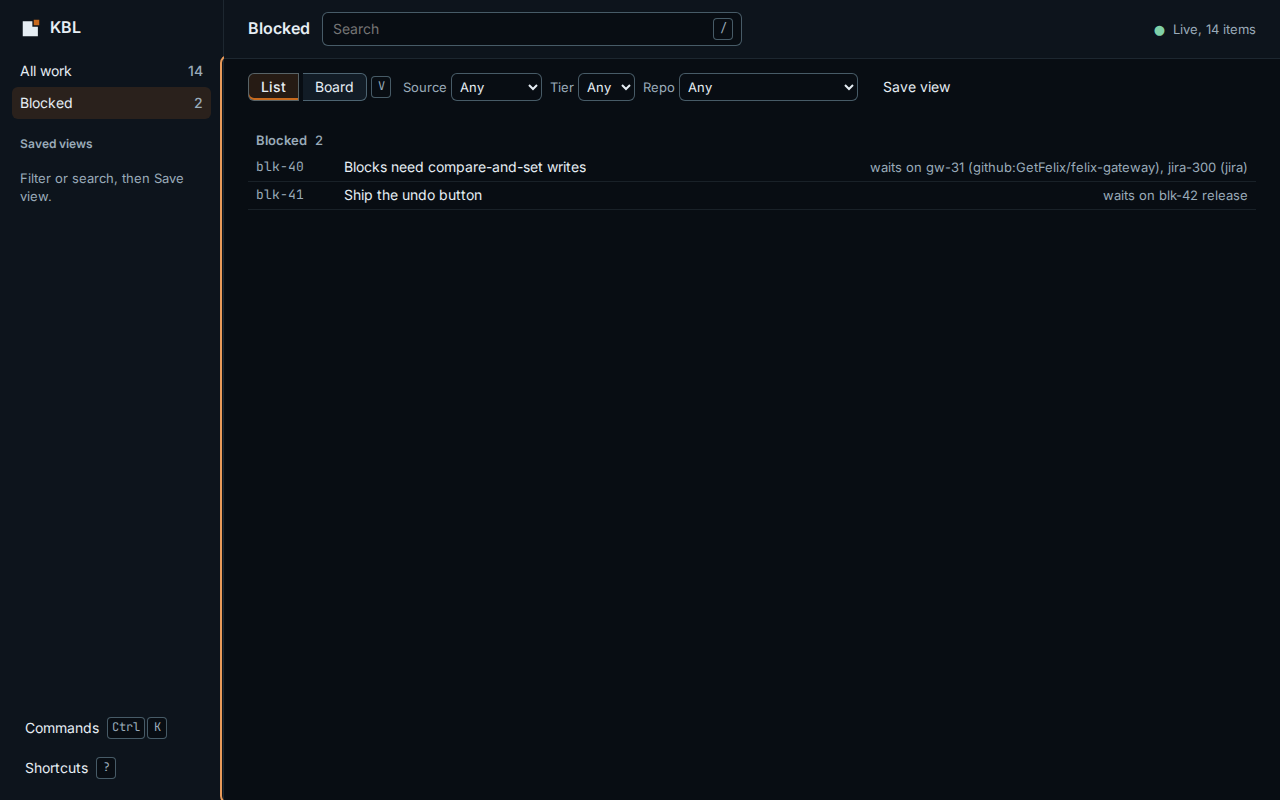 KBL
Blocked
Search
/
Live, 14 items
All work 14
Blocked 2
Saved views
Filter or search, then Save
view.
List Board V Source Any Tier Any Repo Any Save view
Blocked 2
blk-40 Blocks need compare-and-set writes waits on gw-31 (github:GetFelix/felix-gateway), jira-300 (jira)
blk-41 Ship the undo button waits on blk-42 release
Commands Ctrl K
Shortcuts ?